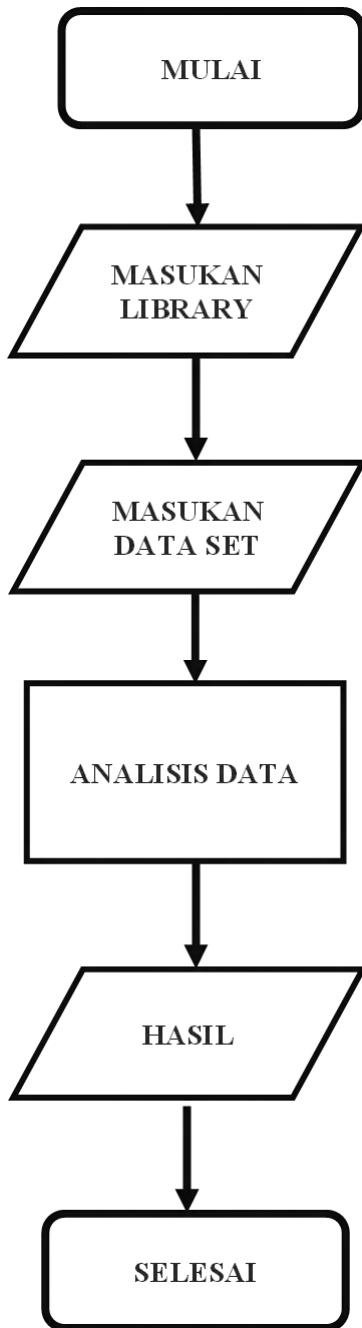 MULAI
MASUKAN
LIBRARY
MASUKAN
DATA SET
ANALISIS DATA
HASIL
SELESAI